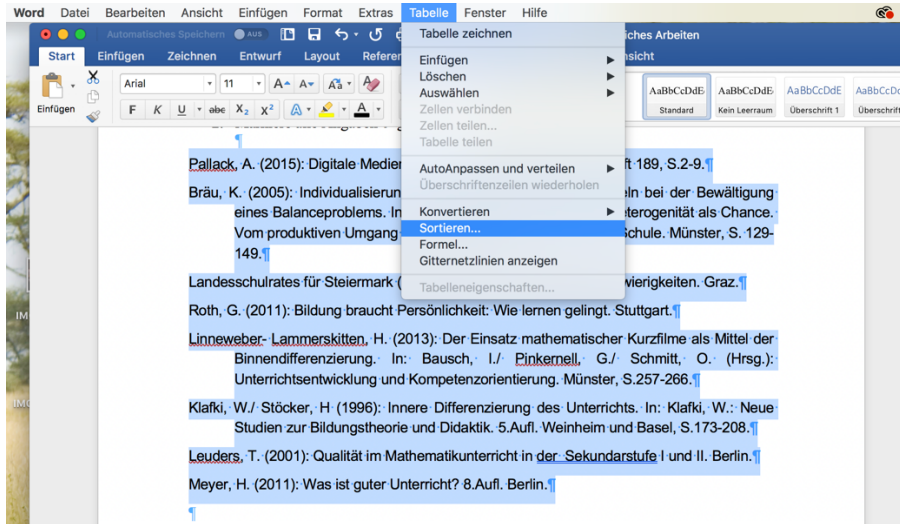 Word Datei Bearbeiten Ansicht Einfügen Format Extras Tabelle Fenster Hilfe
Automatisches Speichern AUS
iches Arbeiten
Start Einfügen Zeichnen Entwurf Layout Referen
nsicht
Einfügen
Arial 11
F K U abc X2 X2 A A
AaBbCcDdE AaBbCcDdE AaBbCcDdE AaBbCcDc
Standard Kein Leerraum Überschrift 1 Überschrift
Tabelle zeichnen
Einfügen
Löschen
Auswählen
Zellen verbinden
Zellen teilen...
Tabelle teilen
AutoAnpassen und verteilen
Überschriftenzeilen wiederholen
Konvertieren
Sortieren...
Formel...
Gitternetzlinien anzeigen
Tabelleneigenschaften...
Pallack, A. (2015): Digitale Medien ft 189, S.2-9.¶
Bräu, K. (2005): Individualisierun eln bei der Bewältigung
eines Balanceproblems. In eterogenität als Chance.
Vom produktiven Umgang Schule. Münster, S. 129-
149.¶
Landesschulrates für Steiermark ( wierigkeiten. Graz.¶
Roth, G. (2011): Bildung braucht Persönlichkeit: Wie lernen gelingt. Stuttgart.¶
Linneweber- Lammerskitten, H. (2013): Der Einsatz mathematischer Kurzfilme als Mittel der
Binnendifferenzierung. In: Bausch, I./ Pinkernell, G./ Schmitt, O. (Hrsg.):
Unterrichtsentwicklung und Kompetenzorientierung. Münster, S.257-266.¶
Klafki, W./ Stöcker, H (1996): Innere Differenzierung des Unterrichts. In: Klafki, W.: Neue
Studien zur Bildungstheorie und Didaktik. 5.Aufl. Weinheim und Basel, S.173-208.¶
Leuders, T. (2001): Qualität im Mathematikunterricht in der Sekundarstufe I und II. Berlin.¶
Meyer, H. (2011): Was ist guter Unterricht? 8.Aufl. Berlin.¶
¶